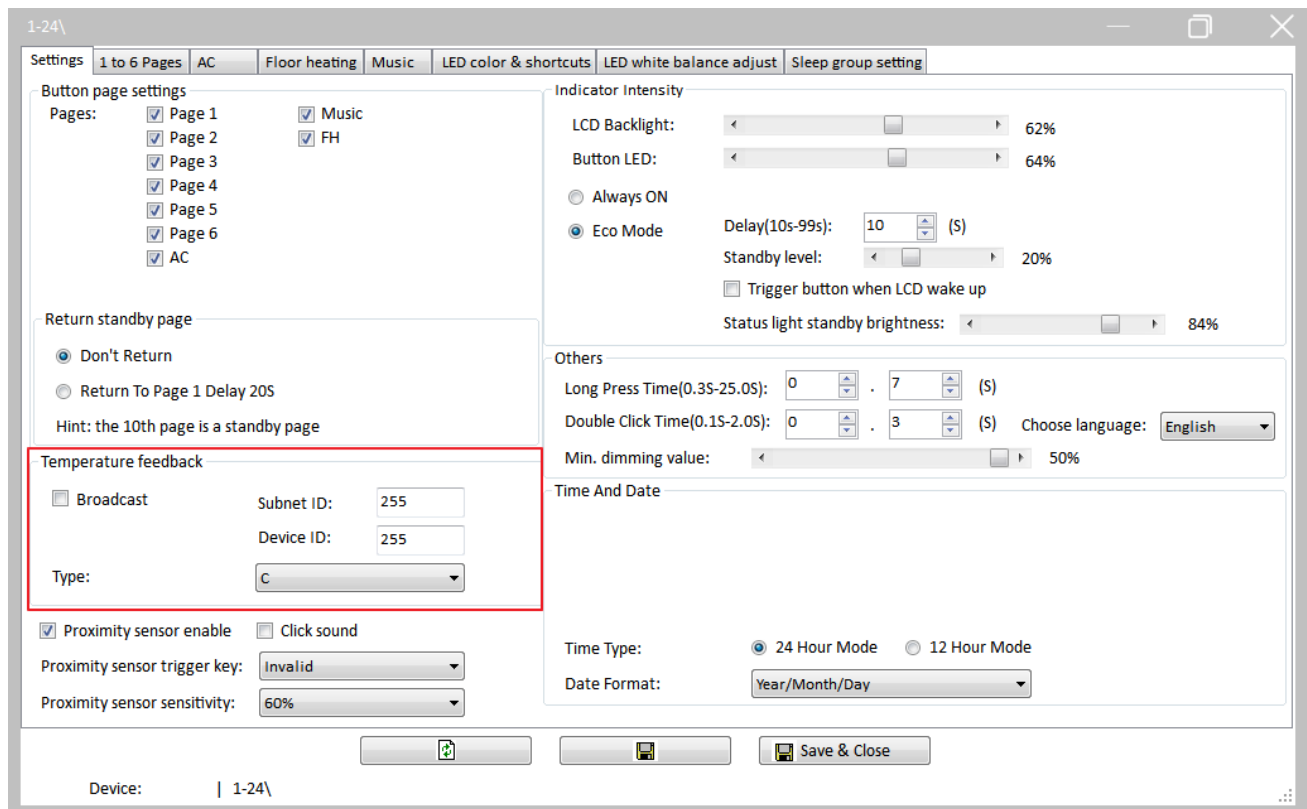 1-24\
Settings 1 to 6 Pages AC Floor heating Music LED color & shortcuts LED white balance adjust Sleep group setting
Button page settings
Pages: Page 1 Music
Page 2 FH
Page 3
Page 4
Page 5
Page 6
AC
Return standby page
Don't Return
Return To Page 1 Delay 20S
Hint: the 10th page is a standby page
Temperature feedback
Broadcast Subnet ID: 255
Device ID: 255
Type: C
Proximity sensor enable Click sound
Proximity sensor trigger key: Invalid
Proximity sensor sensitivity: 60%
Indicator Intensity
LCD Backlight: 62%
Button LED: 64%
Always ON
Eco Mode Delay(10s-99s): 10 (S)
Standby level: 20%
Trigger button when LCD wake up
Status light standby brightness: 84%
Others
Long Press Time(0.3S-25.0S): 0 . 7 (S)
Double Click Time(0.1S-2.0S): 0 . 3 (S) Choose language: English
Min. dimming value: 50%
Time And Date
Time Type: 24 Hour Mode 12 Hour Mode
Date Format: Year/Month/Day
Save & Close
Device: | 1-24\